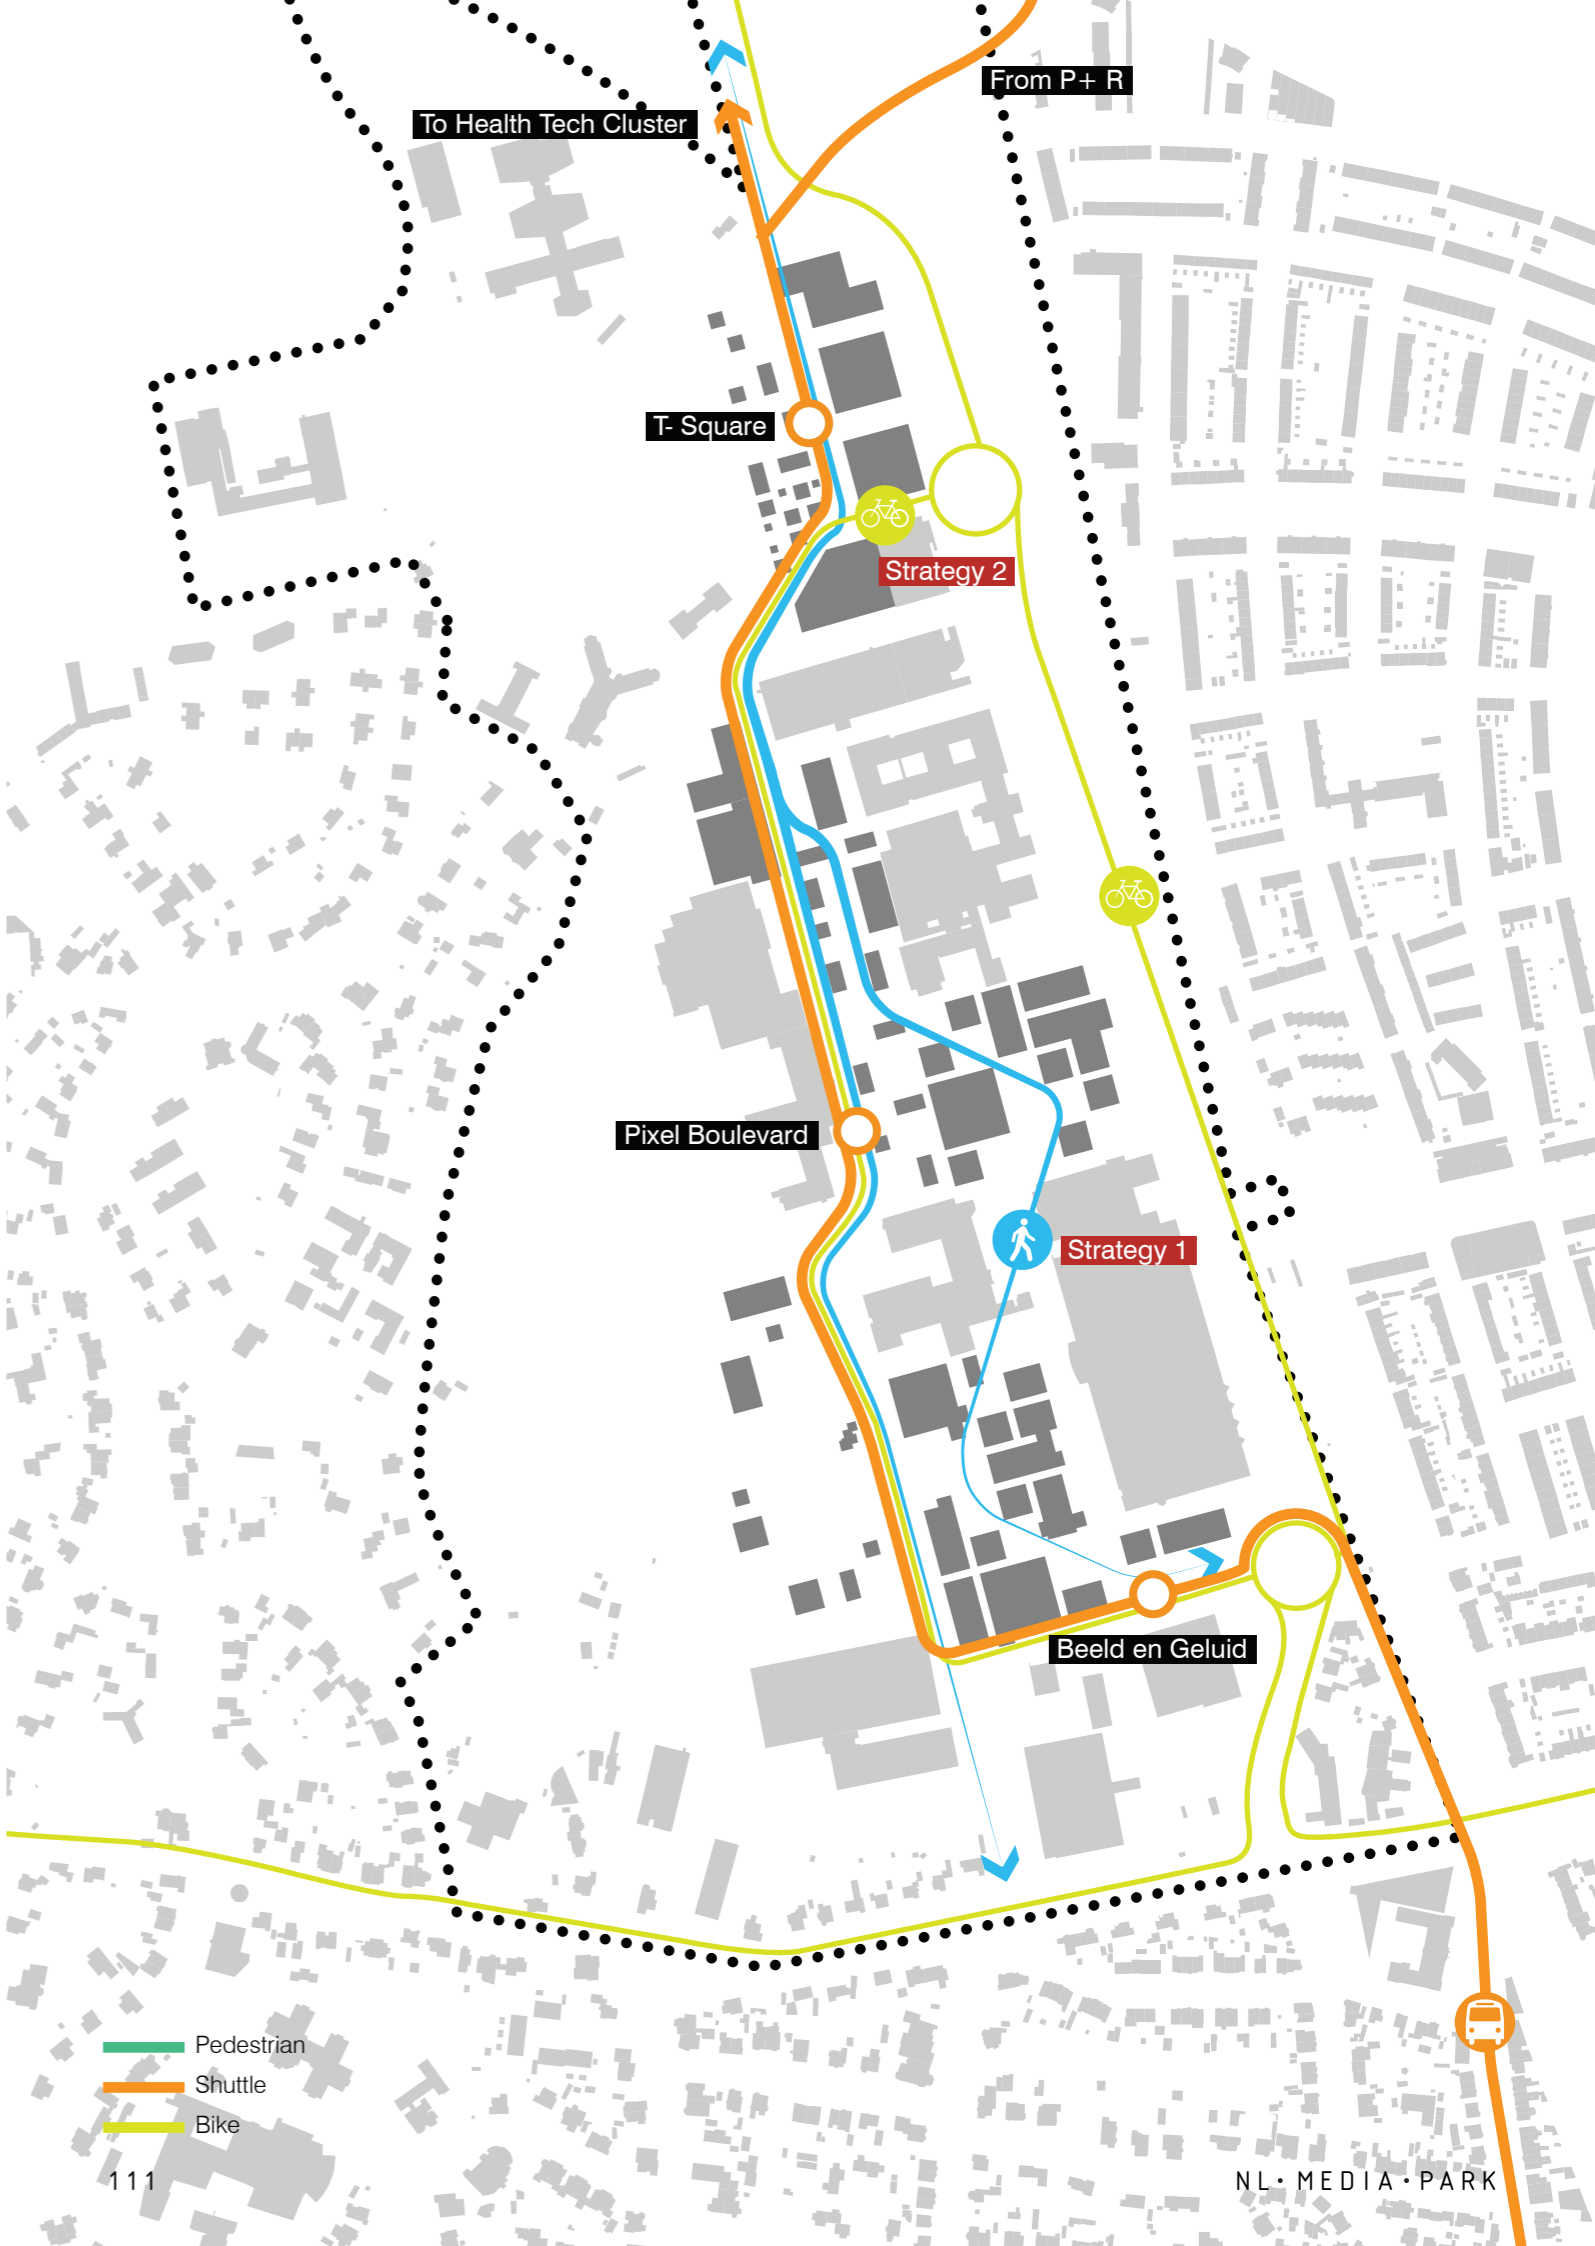 From P+ R
To Health Tech Cluster
T- Square
Strategy 2
Pixel Boulevard
Strategy 1
Beeld en Geluid
Pedestrian
Shuttle
Bike
111
NL· MEDIA·PARK